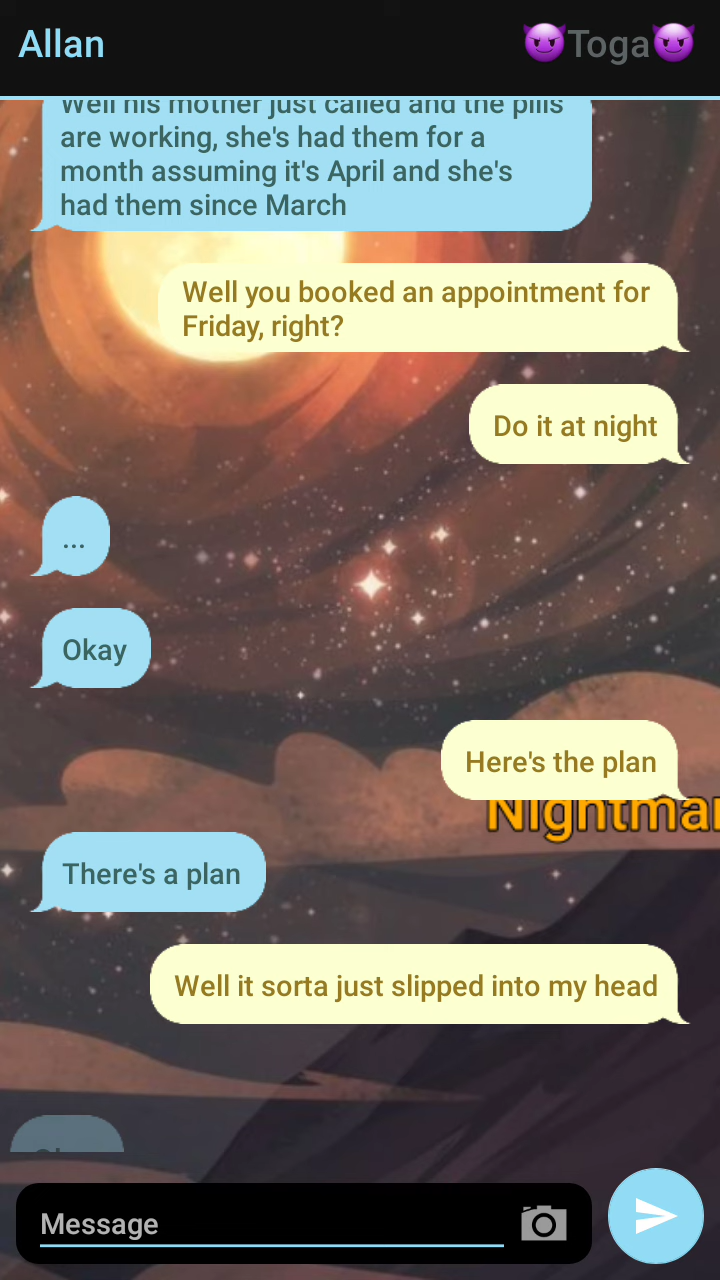 Allan
😈Toga😈
Well his mother just called and the pills
are working, she's had them for a
month assuming it's April and she's
had them since March
Well you booked an appointment for
Friday, right?
Do it at night
...
Okay
Here's the plan
Nightmar
There's a plan
Well it sorta just slipped into my head
Message